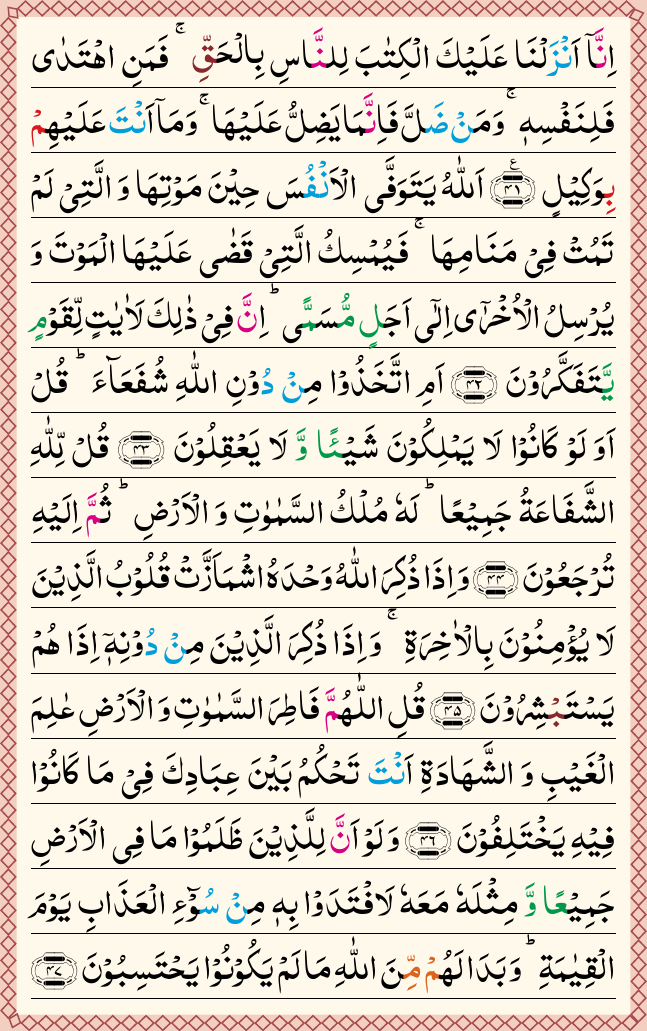 اِنَّاۤ اَنْزَلْنَا عَلَیْكَ الْكِتٰبَ لِلنَّاسِ بِالْحَقِّ ۚ فَمَنِ اهْتَدٰی
فَلِنَفْسِهٖ ۚ وَمَنْ ضَلَّ فَاِنَّمَا یَضِلُّ عَلَیْهَا ۚ وَمَاۤ اَنْتَ عَلَیْهِمْ
بِوَكِیْلٍ ۝۴۱ اَللّٰهُ یَتَوَفَّی الْاَنْفُسَ حِیْنَ مَوْتِهَا وَ الَّتِیْ لَمْ
تَمُتْ فِیْ مَنَامِهَا ۚ فَیُمْسِكُ الَّتِیْ قَضٰی عَلَیْهَا الْمَوْتَ وَ
یُرْسِلُ الْاُخْرٰۤی اِلٰۤی اَجَلٍ مُّسَمًّی ؕ اِنَّ فِیْ ذٰلِكَ لَاٰیٰتٍ لِّقَوْمٍ
یَّتَفَكَّرُوْنَ ۝۴۲ اَمِ اتَّخَذُوْا مِنْ دُوْنِ اللّٰهِ شُفَعَآءَ ؕ قُلْ
اَوَ لَوْ كَانُوْا لَا یَمْلِكُوْنَ شَیْـًٔا وَّ لَا یَعْقِلُوْنَ ۝۴۳ قُلْ لِّلّٰهِ
الشَّفَاعَةُ جَمِیْعًا ؕ لَهٗ مُلْكُ السَّمٰوٰتِ وَ الْاَرْضِ ؕ ثُمَّ اِلَیْهِ
تُرْجَعُوْنَ ۝۴۴ وَاِذَا ذُكِرَ اللّٰهُ وَحْدَهُ اشْمَاَزَّتْ قُلُوْبُ الَّذِیْنَ
لَا یُؤْمِنُوْنَ بِالْاٰخِرَةِ ۚ وَ اِذَا ذُكِرَ الَّذِیْنَ مِنْ دُوْنِهٖۤ اِذَا هُمْ
یَسْتَبْشِرُوْنَ ۝۴۵ قُلِ اللّٰهُمَّ فَاطِرَ السَّمٰوٰتِ وَ الْاَرْضِ عٰلِمَ
الْغَیْبِ وَ الشَّهَادَةِ اَنْتَ تَحْكُمُ بَیْنَ عِبَادِكَ فِیْ مَا كَانُوْا
فِیْهِ یَخْتَلِفُوْنَ ۝۴۶ وَلَوْ اَنَّ لِلَّذِیْنَ ظَلَمُوْا مَا فِی الْاَرْضِ
جَمِیْعًا وَّ مِثْلَهٗ مَعَهٗ لَافْتَدَوْا بِهٖ مِنْ سُوْٓءِ الْعَذَابِ یَوْمَ
الْقِیٰمَةِ ؕ وَبَدَا لَهُمْ مِّنَ اللّٰهِ مَا لَمْ یَكُوْنُوْا یَحْتَسِبُوْنَ ۝۴۷